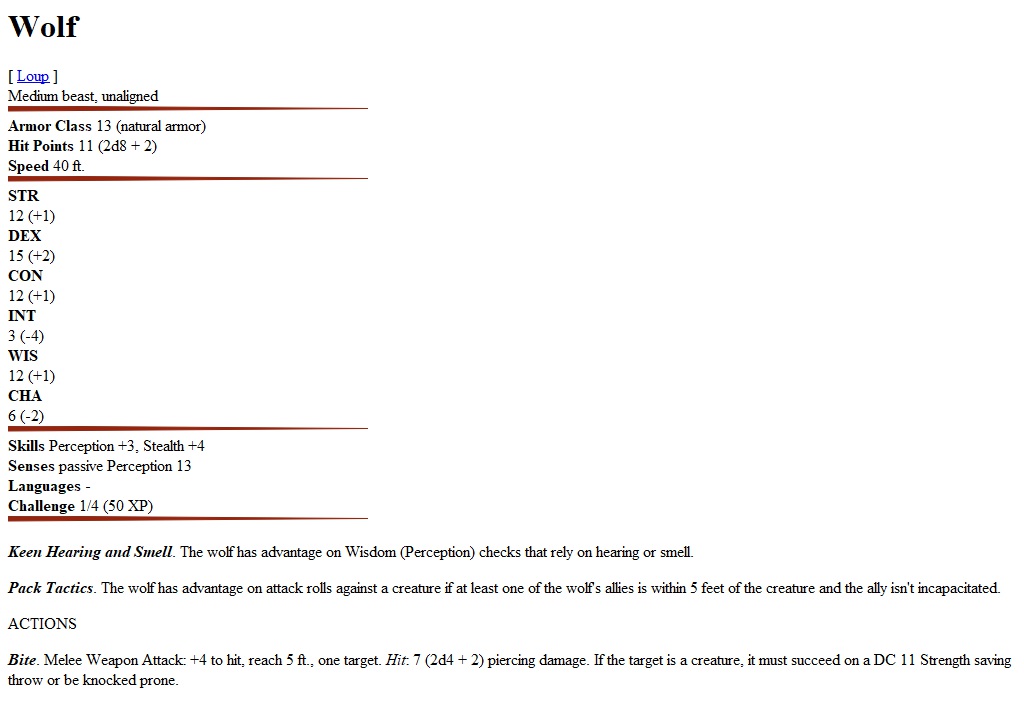 Wolf
[ Loup ]
Medium beast, unaligned
Armor Class 13 (natural armor)
Hit Points 11 (2d8 + 2)
Speed 40 ft.
STR
12 (+1)
DEX
15 (+2)
CON
12 (+1)
INT
3 (-4)
WIS
12 (+1)
CHA
6 (-2)
Skills Perception +3, Stealth +4
Senses passive Perception 13
Languages -
Challenge 1/4 (50 XP)
Keen Hearing and Smell. The wolf has advantage on Wisdom (Perception) checks that rely on hearing or smell.
Pack Tactics. The wolf has advantage on attack rolls against a creature if at least one of the wolf's allies is within 5 feet of the creature and the ally isn't incapacitated.
ACTIONS
Bite. Melee Weapon Attack: +4 to hit, reach 5 ft., one target. Hit: 7 (2d4 + 2) piercing damage. If the target is a creature, it must succeed on a DC 11 Strength saving
throw or be knocked prone.